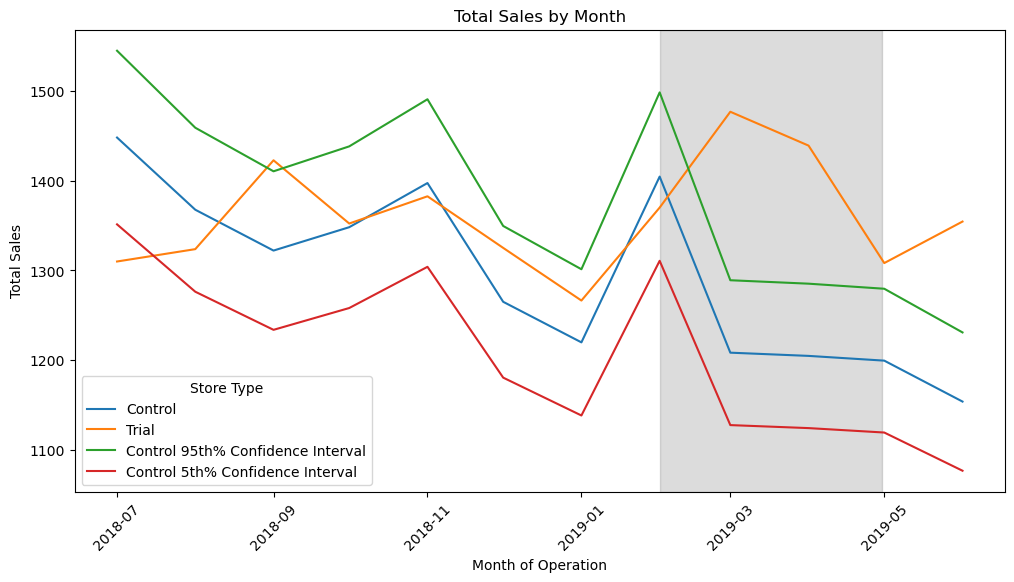 Total Sales by Month
Total Sales
1500
1400
1300
1200
1100
Store Type
Control
Trial
Control 95th% Confidence Interval
Control 5th% Confidence Interval
2018-07
2018-09
2018-11
2019-01
2019-03
2019-05
Month of Operation